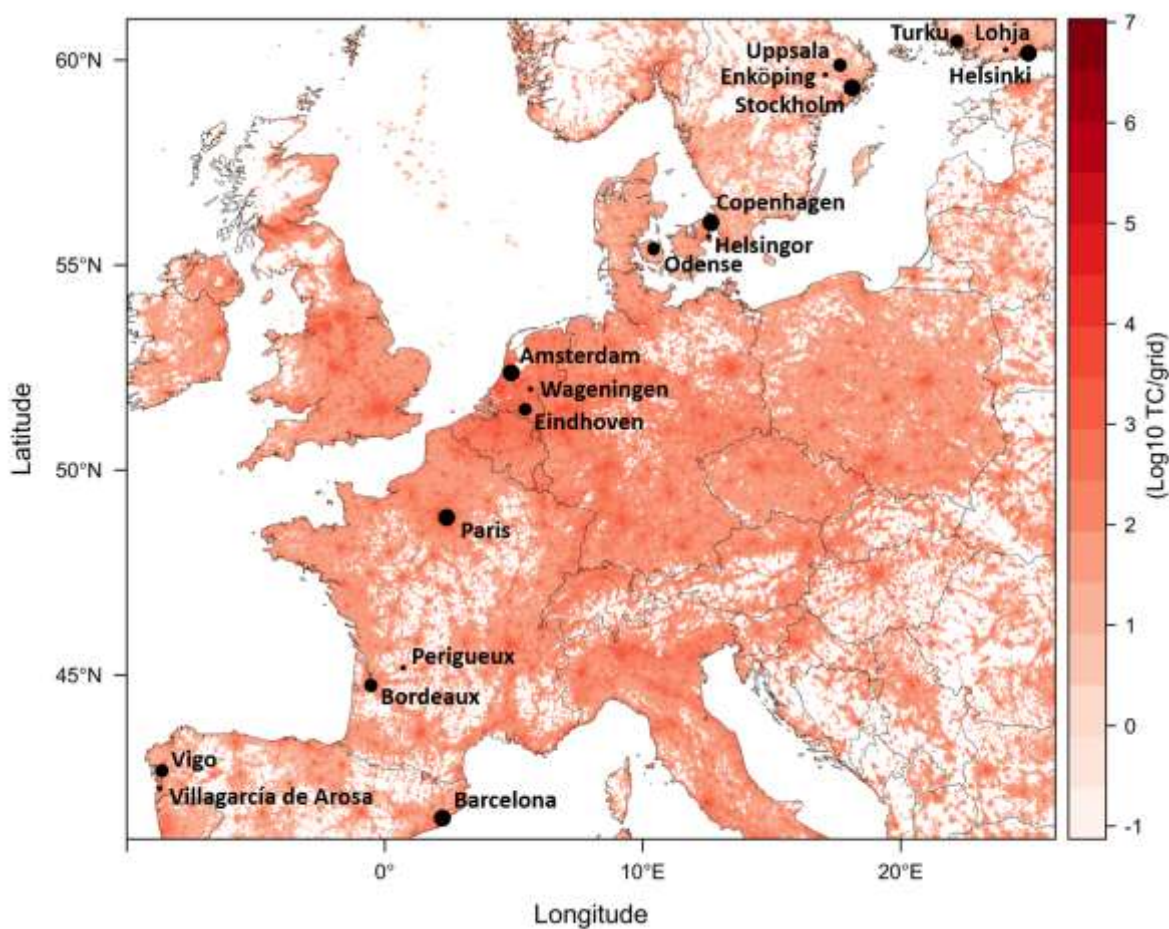 60°N
55°N
50°N
45°N
Latitude
Turku
Lohja
Uppsala
Enköping
Helsinki
Stockholm
Copenhagen
Helsingor
Odense
Amsterdam
Wageningen
Eindhoven
Paris
Perigueux
Bordeaux
Vigo
Villagarcía de Arosa
Barcelona
0°
10°E
20°E
Longitude
7
6
5
4
3
2
1
0
-1
(Log10 TC/grid)